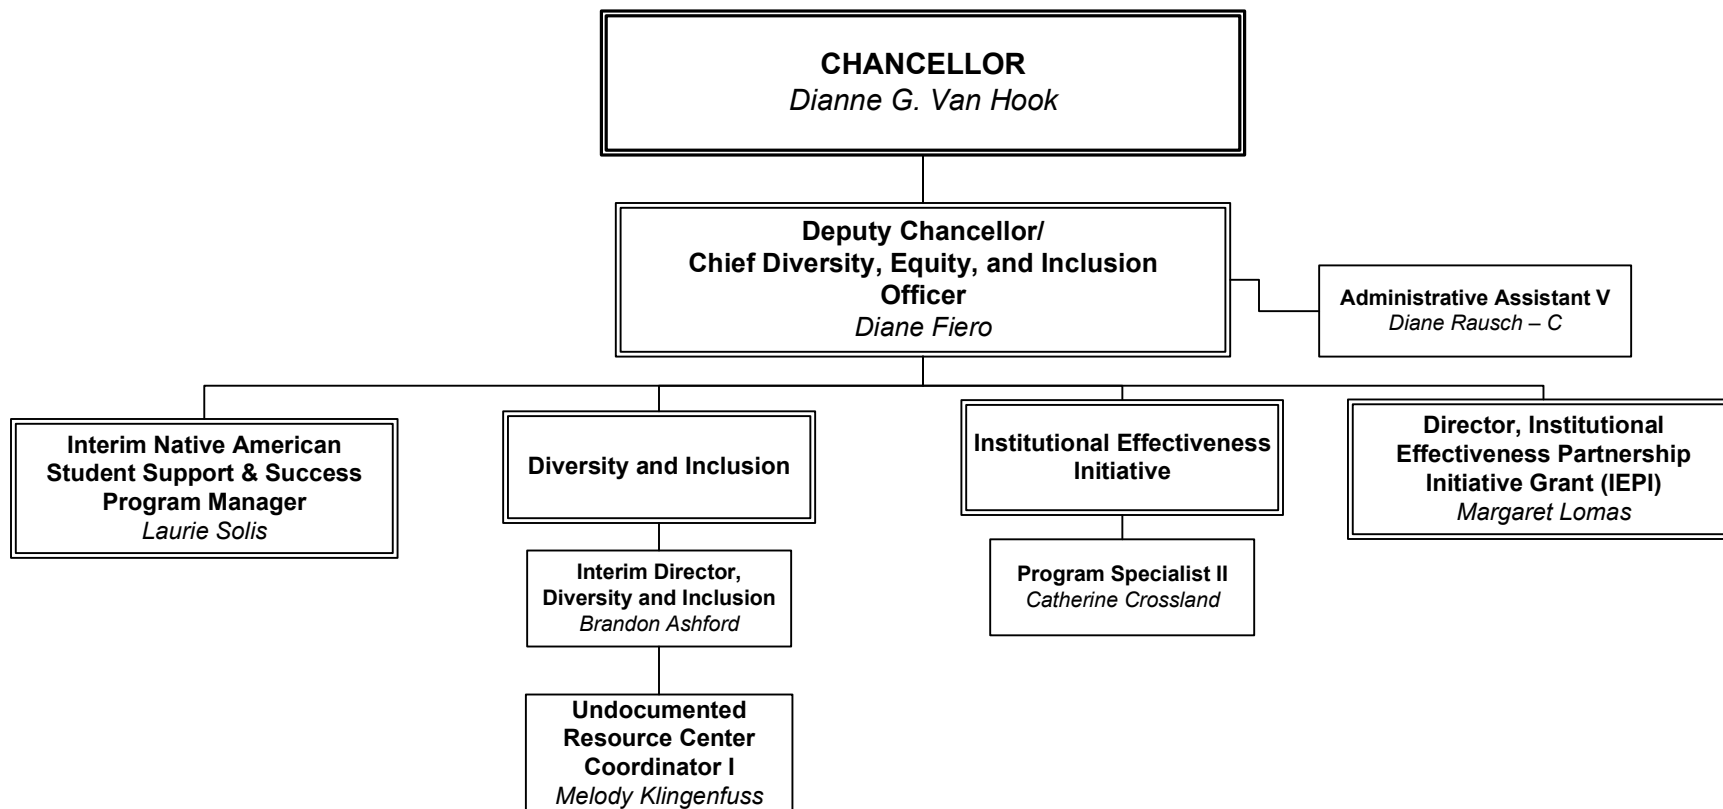 CHANCELLOR
Dianne G. Van Hook
Deputy Chancellor/
Chief Diversity, Equity, and Inclusion
Officer
Diane Fiero
Administrative Assistant V
Diane Rausch – C
Interim Native American
Student Support & Success
Program Manager
Laurie Solis
Diversity and Inclusion
Interim Director,
Diversity and Inclusion
Brandon Ashford
Undocumented
Resource Center
Coordinator I
Melody Klingenfuss
Institutional Effectiveness
Initiative
Program Specialist II
Catherine Crossland
Director, Institutional
Effectiveness Partnership
Initiative Grant (IEPI)
Margaret Lomas